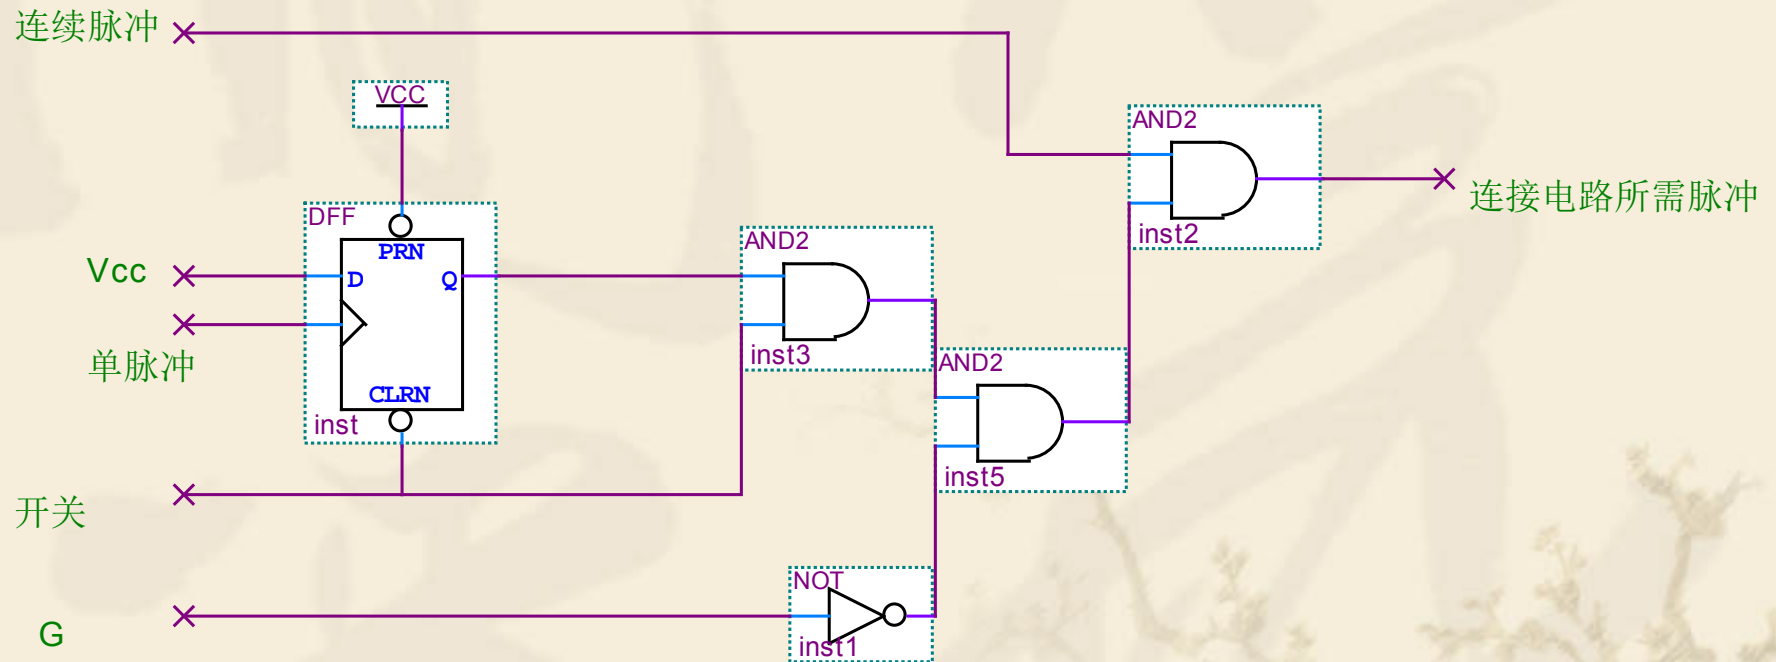 连续脉冲
VCC
AND2
inst2
连接电路所需脉冲
DFF
PRN
Vcc
D
Q
单脉冲
CLRN
inst
AND2
inst3
AND2
inst5
开关
NOT
inst1
G